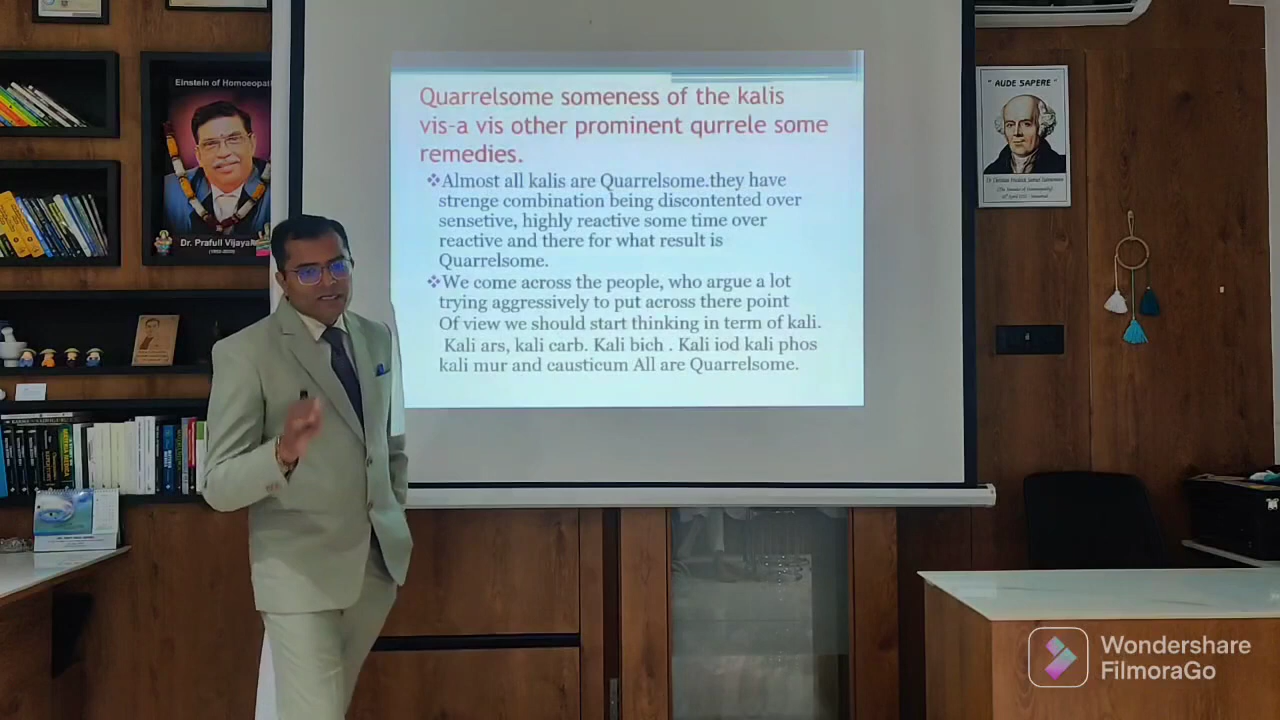 Einstein of Homoeopat
Dr. Prafull Vijaya
Quarrelsome someness of the kalis
vis-a vis other prominent qurrele some
remedies.
❖Almost all kalis are Quarrelsome.they have
strenge combination being discontented over
sensetive, highly reactive some time over
reactive and there for what result is
Quarrelsome.
❖We come across the people, who argue a lot
trying aggressively to put across there point
Of view we should start thinking in term of kali.
Kali ars, kali carb. Kali bich . Kali iod kali phos
kali mur and causticum All are Quarrelsome.
" AUDE SAPERE "
Wondershare
FilmoraGo